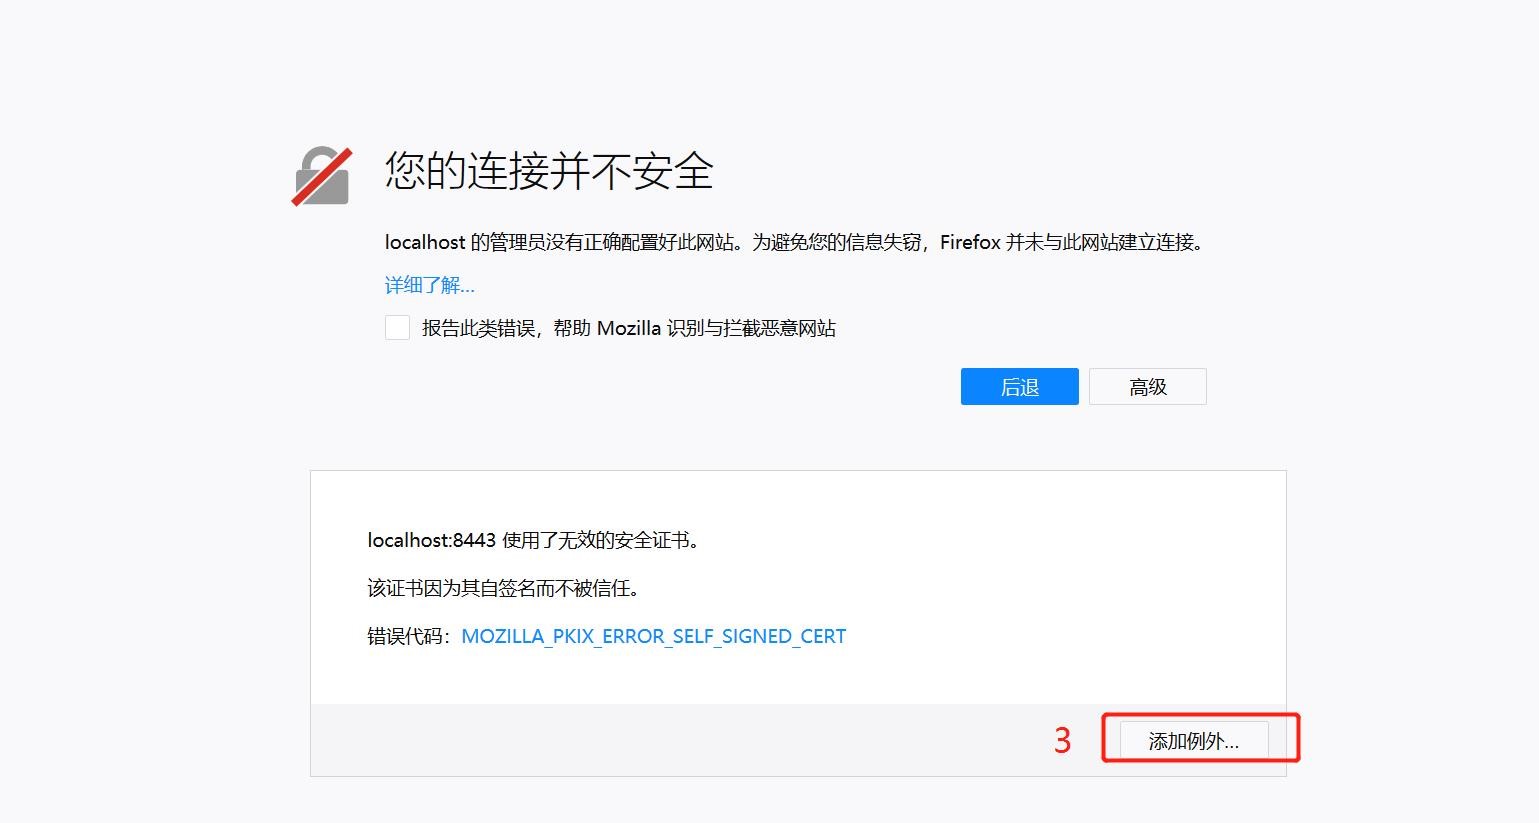 您的连接并不安全
localhost 的管理员没有正确配置好此网站。为避免您的信息失窃，Firefox 并未与此网站建立连接。
详细了解...
报告此类错误，帮助 Mozilla 识别与拦截恶意网站
后退 高级
localhost:8443 使用了无效的安全证书。
该证书因为其自签名而不被信任。
错误代码：MOZILLA_PKIX_ERROR_SELF_SIGNED_CERT
3 添加例外...